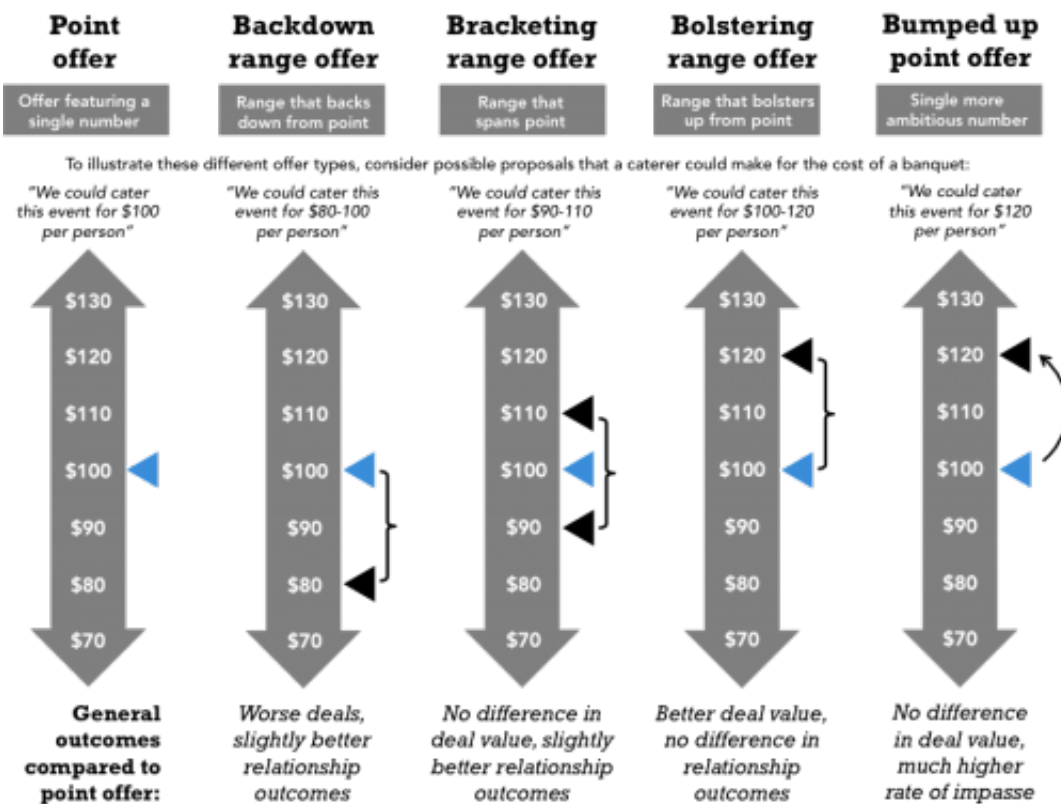 Point
offer
Backdown
range offer
Bracketing
range offer
Bolstering
range offer
Bumped up
point offer
Offer featuring a
single number
Range that backs
down from point
Range that
spans point
Range that bolsters
up from point
Single more
ambitious number
To illustrate these different offer types, consider possible proposals that a caterer could make for the cost of a banquet:
"We could cater
this event for $100
per person"
"We could cater this
event for $80-100
per person"
"We could cater this
event for $90-110
per person"
"We could cater this
event for $100-120
per person"
"We could cater
this event for $120
per person"
$130
$120
$110
$100
$90
$80
$70
$130
$120
$110
$100
$90
$80
$70
$130
$120
$110
$100
$90
$80
$70
$130
$120
$110
$100
$90
$80
$70
$130
$120
$110
$100
$90
$80
$70
General
outcomes
compared to
point offer:
Worse deals,
slightly better
relationship
outcomes
No difference in
deal value, slightly
better relationship
outcomes
Better deal value,
no difference in
relationship
outcomes
No difference
in deal value,
much higher
rate of impasse